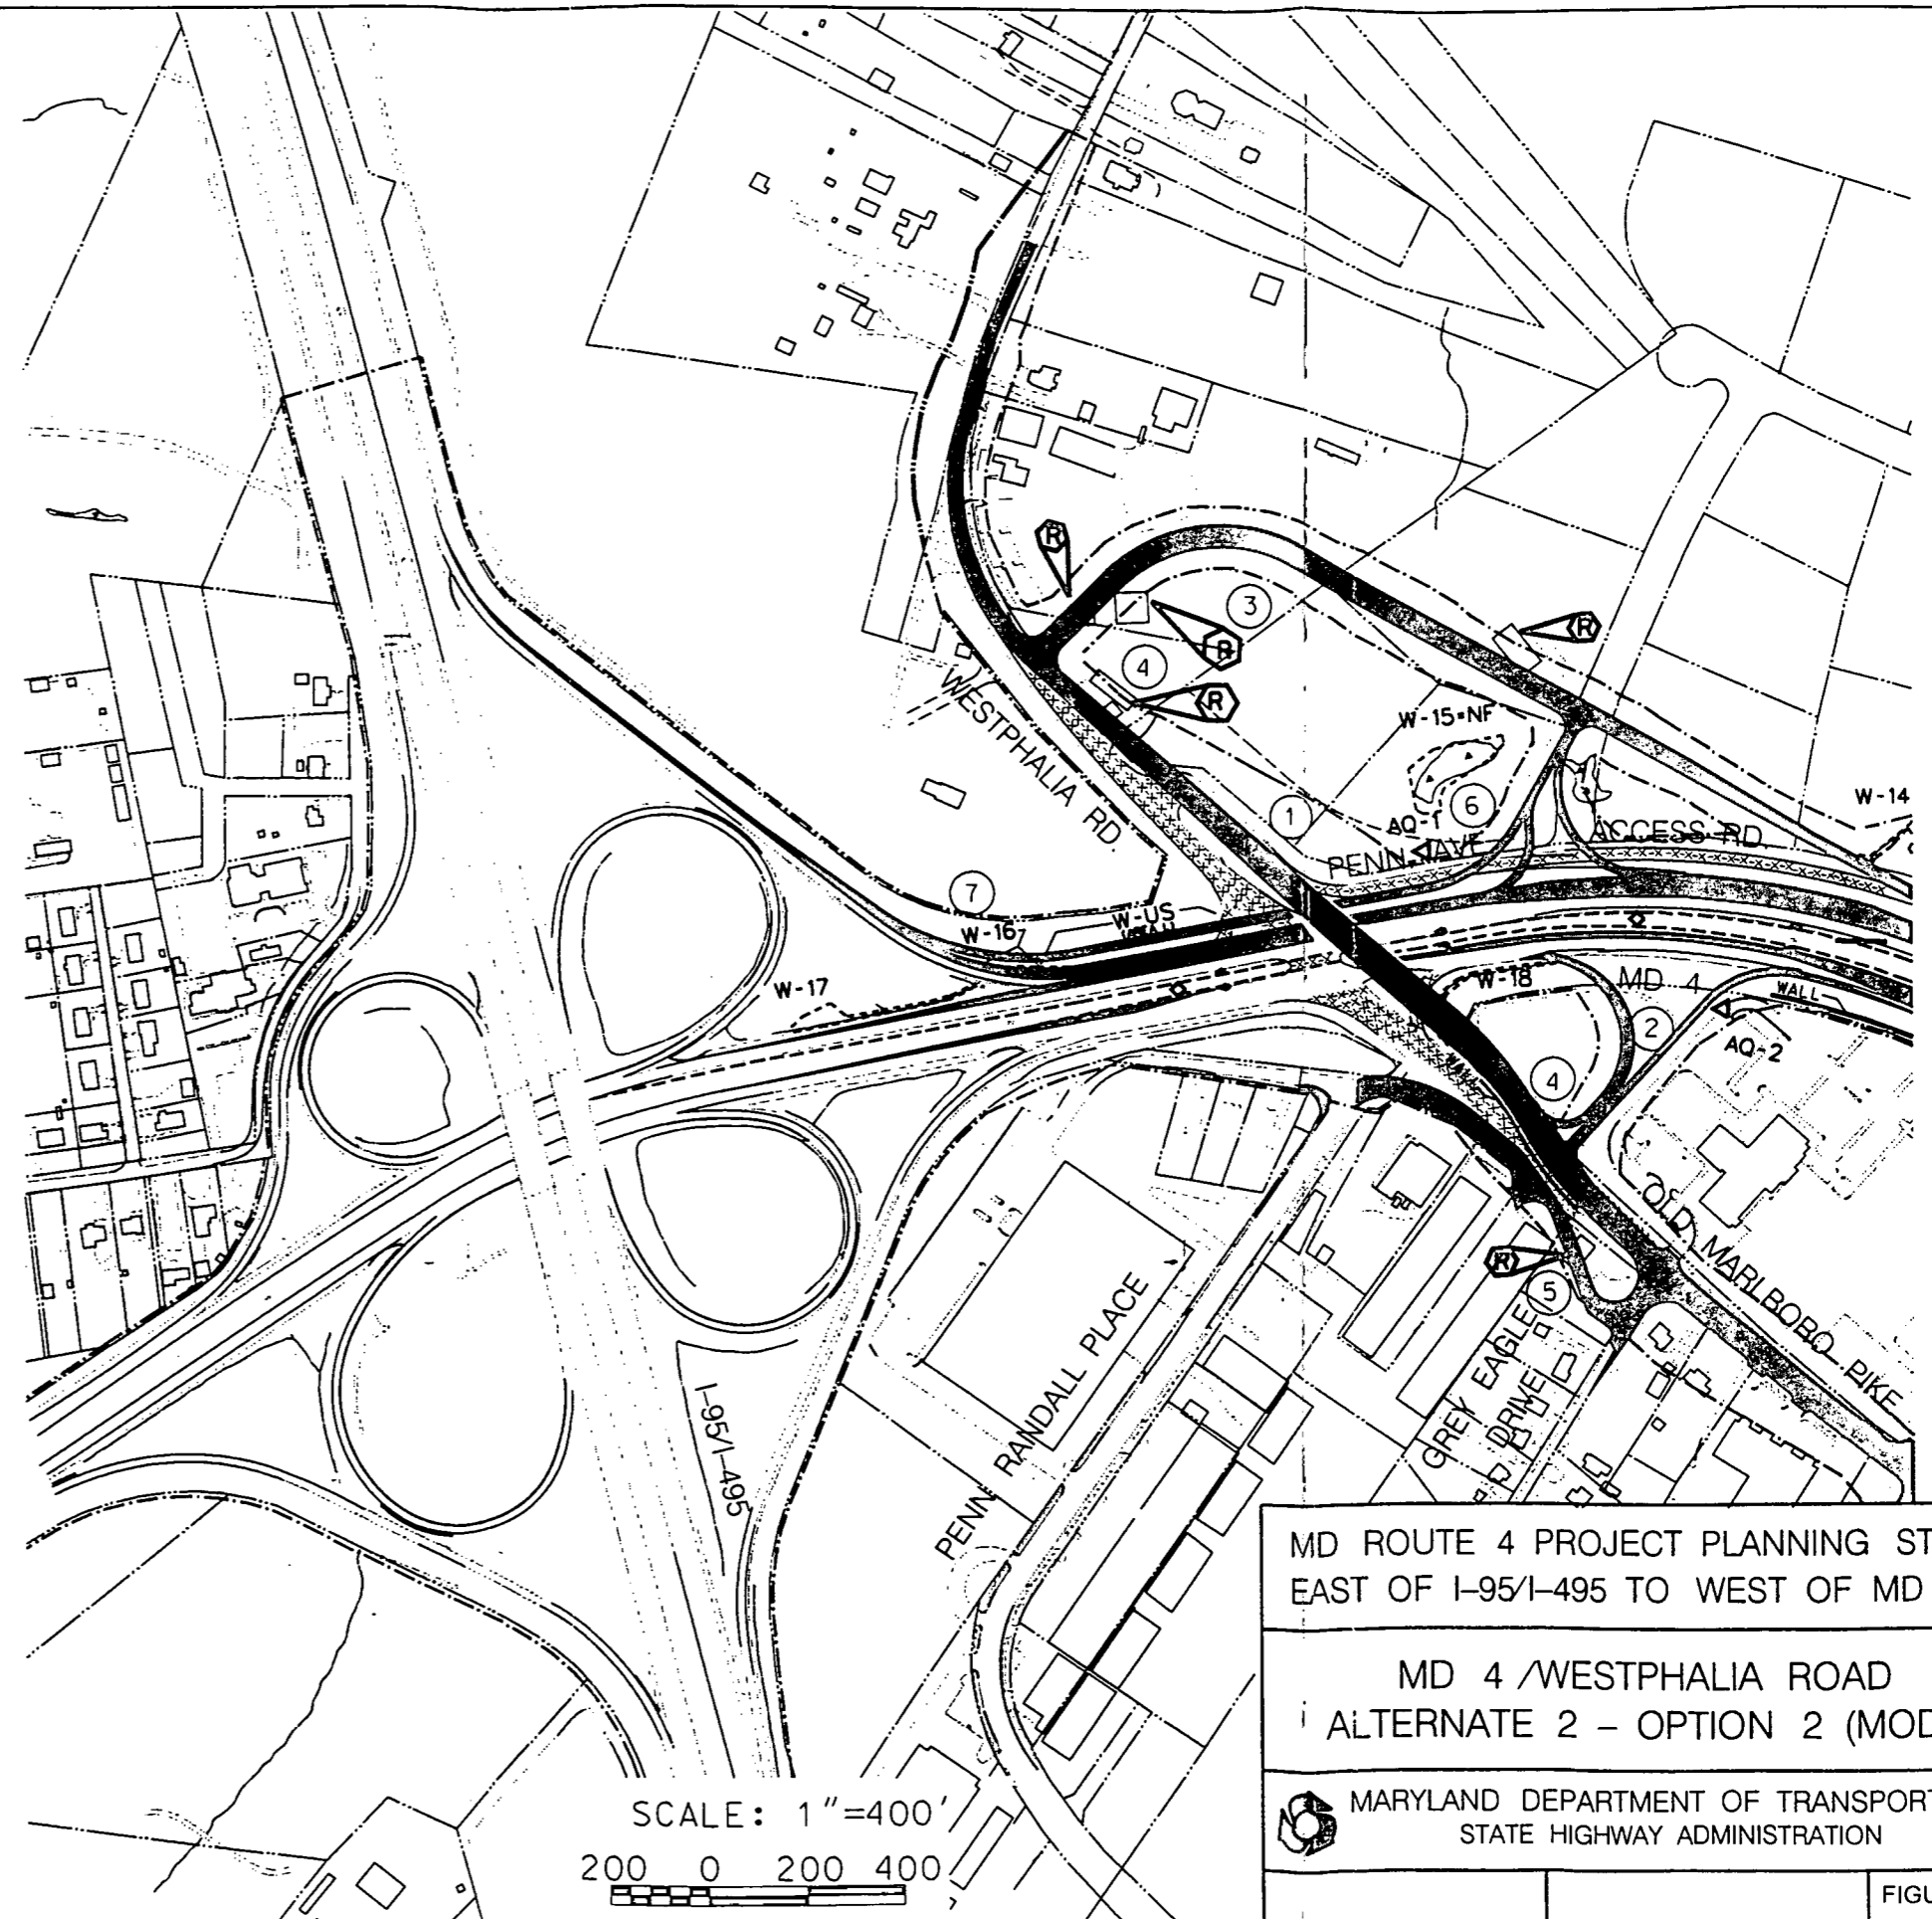 R
3
R
R
4
R
WESTPHALIA RD
W-15=NF
6
1
AQ-1
W-14
PENN. AVE
ACCESS RD.
7
W-US
W-16
W-17
W-18
MD 4
WALL
2
AQ-2
4
OLD MARLBORO PIKE
R
5
GREY EAGLE
DRIVE
PENN RANDALL PLACE
I-95/I-495
MD ROUTE 4 PROJECT PLANNING ST
EAST OF I-95/I-495 TO WEST OF MD
MD 4 /WESTPHALIA ROAD
ALTERNATE 2 - OPTION 2 (MOD
MARYLAND DEPARTMENT OF TRANSPORT
STATE HIGHWAY ADMINISTRATION
SCALE: 1"=400'
200 0 200 400
FIGU